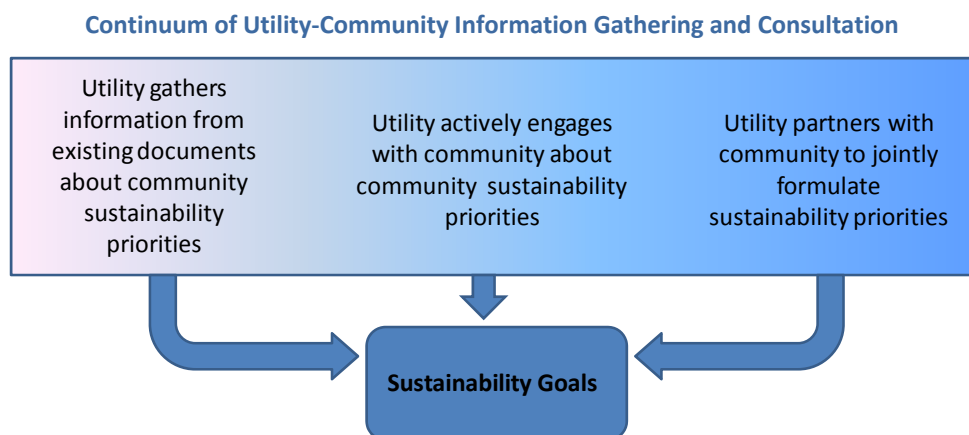 Continuum of Utility-Community Information Gathering and Consultation
Utility gathers
information from
existing documents
about community
sustainability
priorities
Utility actively engages
with community about
community sustainability
priorities
Utility partners with
community to jointly
formulate
sustainability priorities
Sustainability Goals